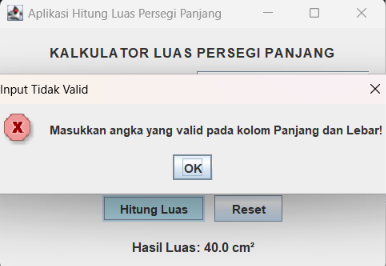 Aplikasi Hitung Luas Persegi Panjang
KALKULATOR LUAS PERSEGI PANJANG
Input Tidak Valid
Masukkan angka yang valid pada kolom Panjang dan Lebar!
OK
Hitung Luas
Reset
Hasil Luas: 40.0 cm²